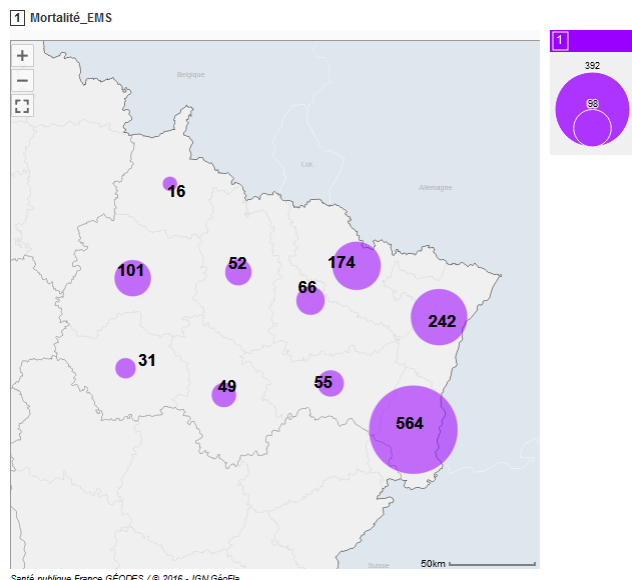 1 Mortalité_EMS
1
392
98
+
−
Belgique
Lux.
Allemagne
16
101
52
174
66
242
31
49
55
564
Suisse
50km
Santé publique France GÉODES / © 2016 - IGN GéoFla